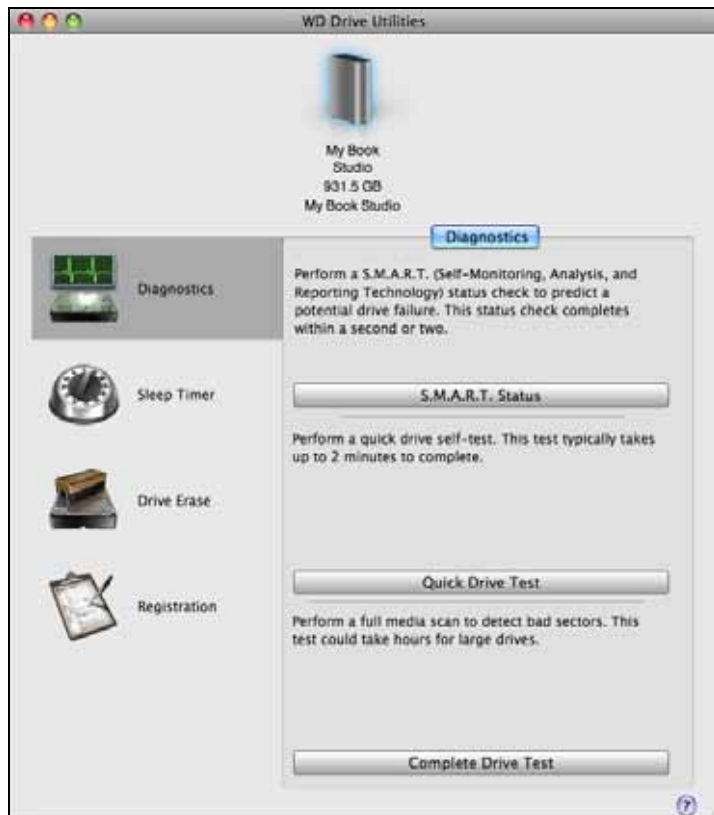 WD Drive Utilities
My Book
Studio
931.5 GB
My Book Studio
Diagnostics
Diagnostics
Sleep Timer
Drive Erase
Registration
Perform a S.M.A.R.T. (Self-Monitoring, Analysis, and
Reporting Technology) status check to predict a
potential drive failure. This status check completes
within a second or two.
S.M.A.R.T. Status
Perform a quick drive self-test. This test typically takes
up to 2 minutes to complete.
Quick Drive Test
Perform a full media scan to detect bad sectors. This
test could take hours for large drives.
Complete Drive Test
?